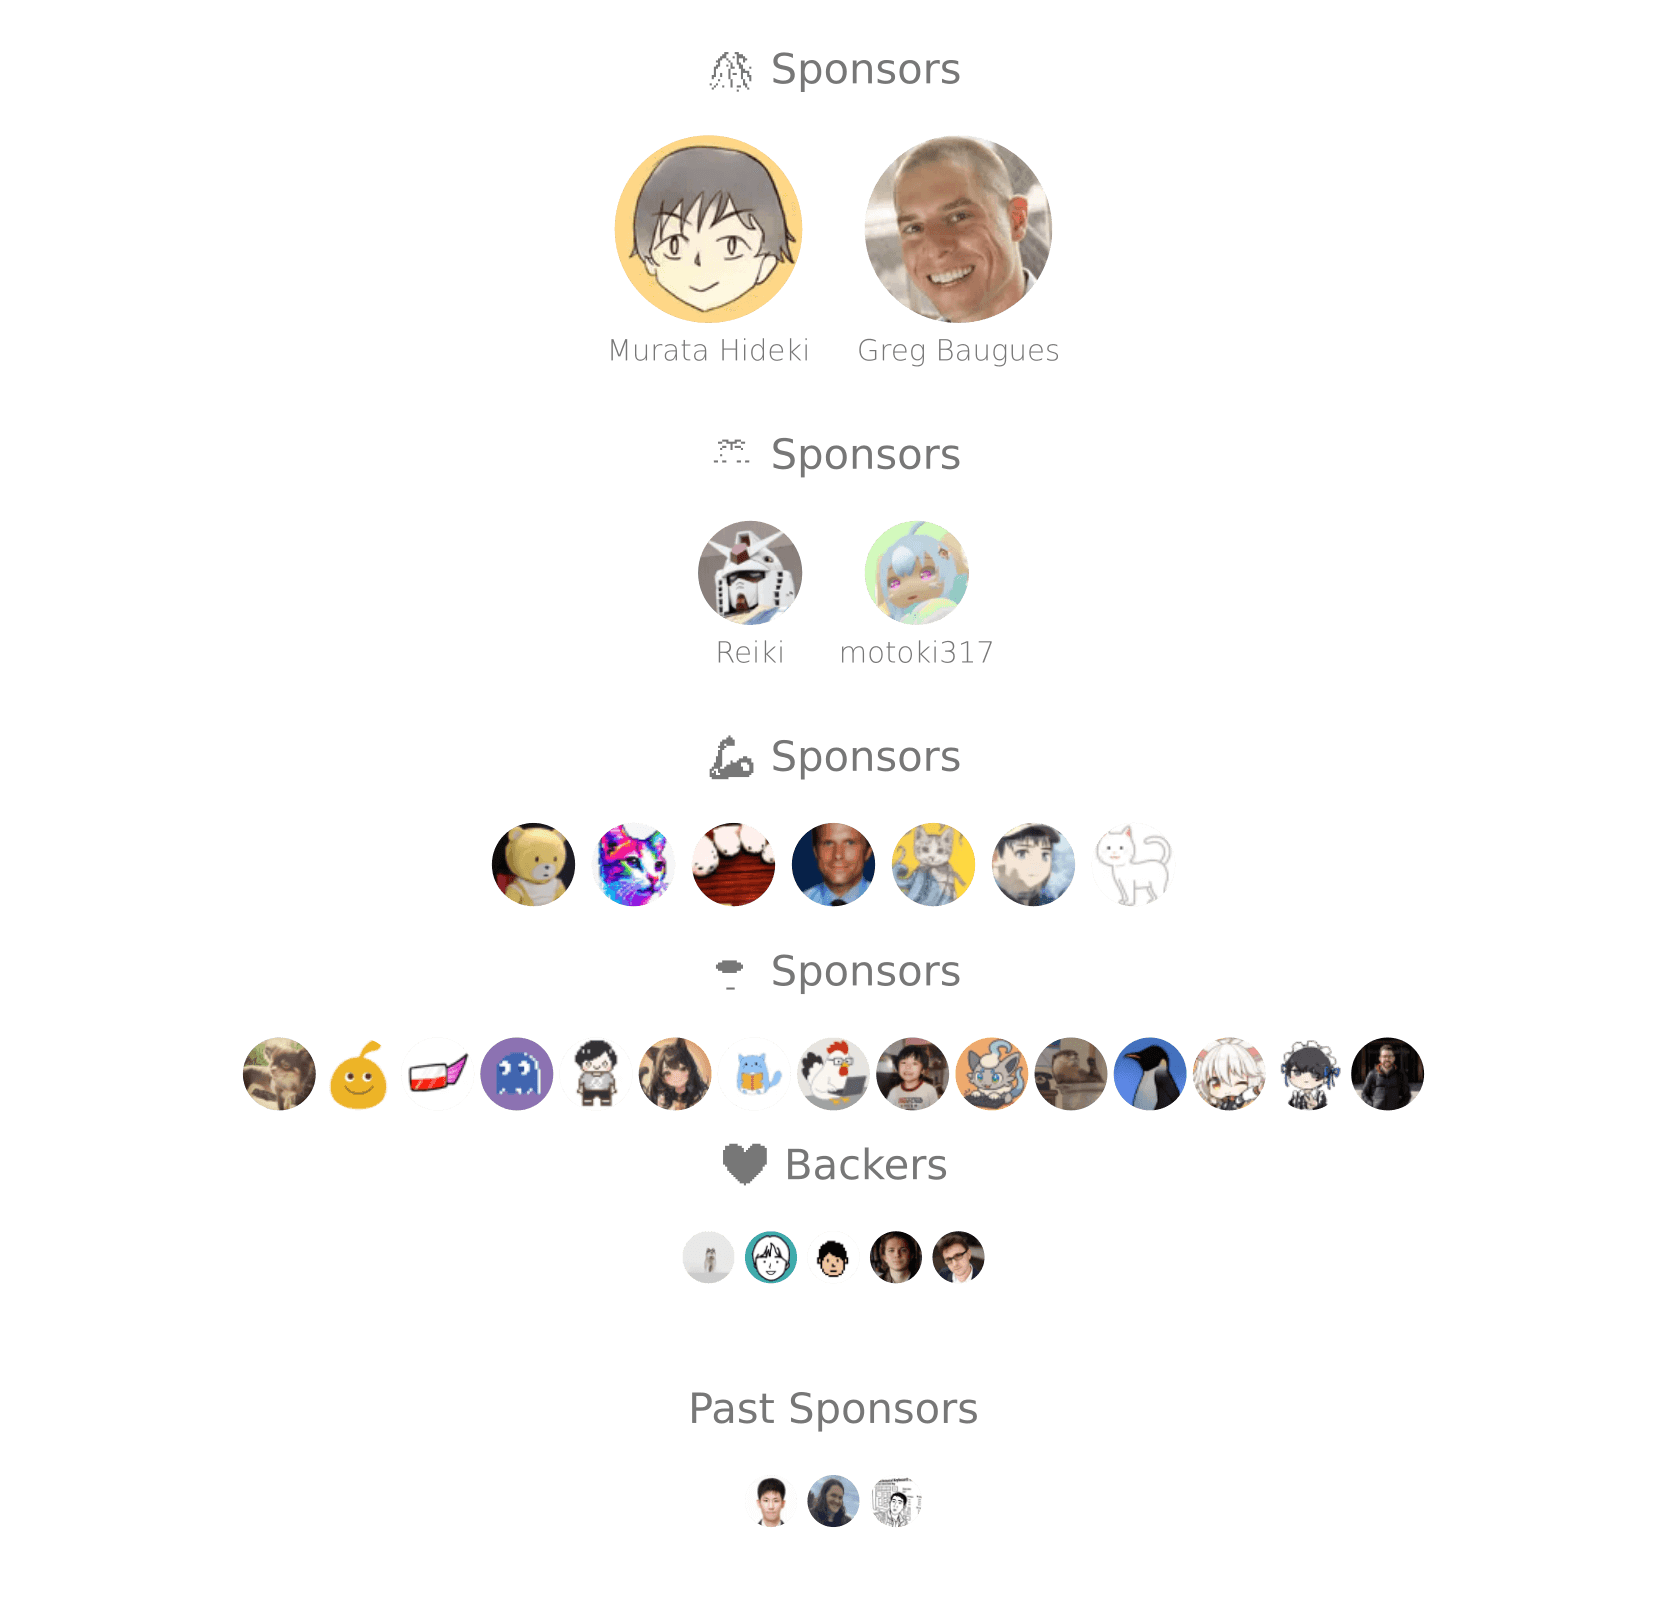 Sponsors
Murata Hideki
Greg Baugues
Sponsors
Reiki
motoki317
Sponsors
Sponsors
Backers
Past Sponsors